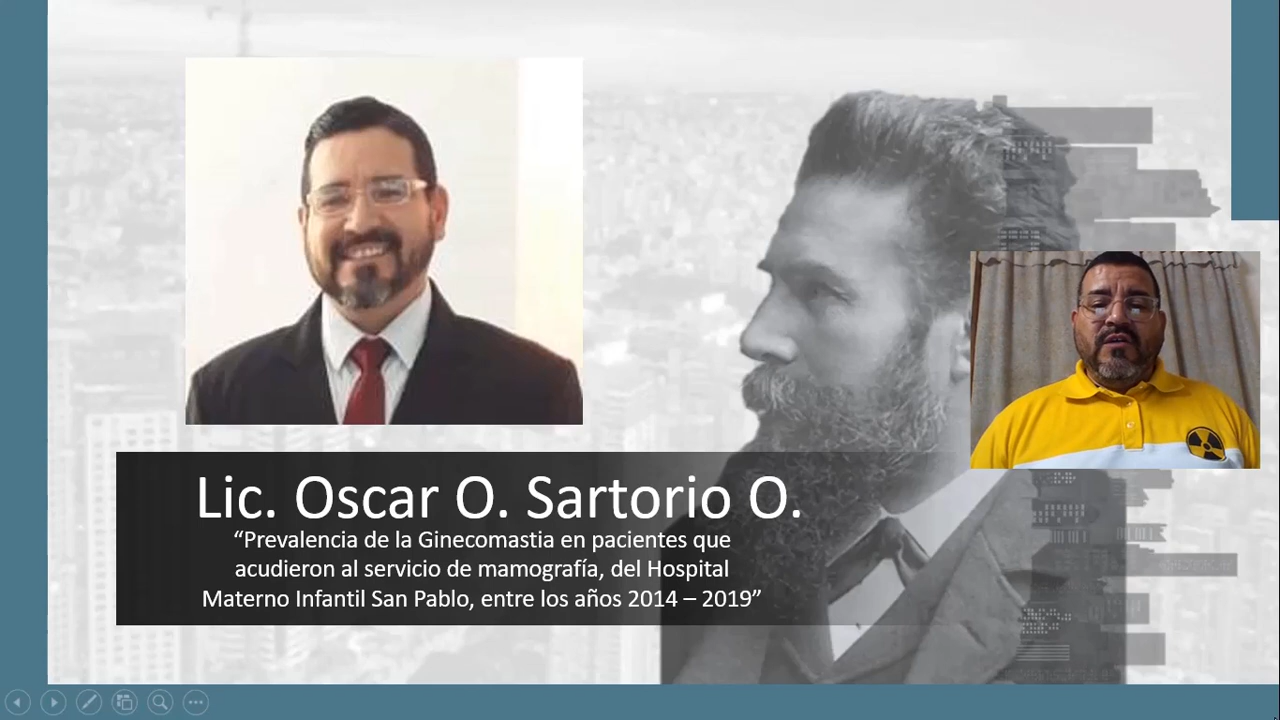 Lic. Oscar O. Sartorio O.
“Prevalencia de la Ginecomastia en pacientes que
acudieron al servicio de mamografía, del Hospital
Materno Infantil San Pablo, entre los años 2014 – 2019”